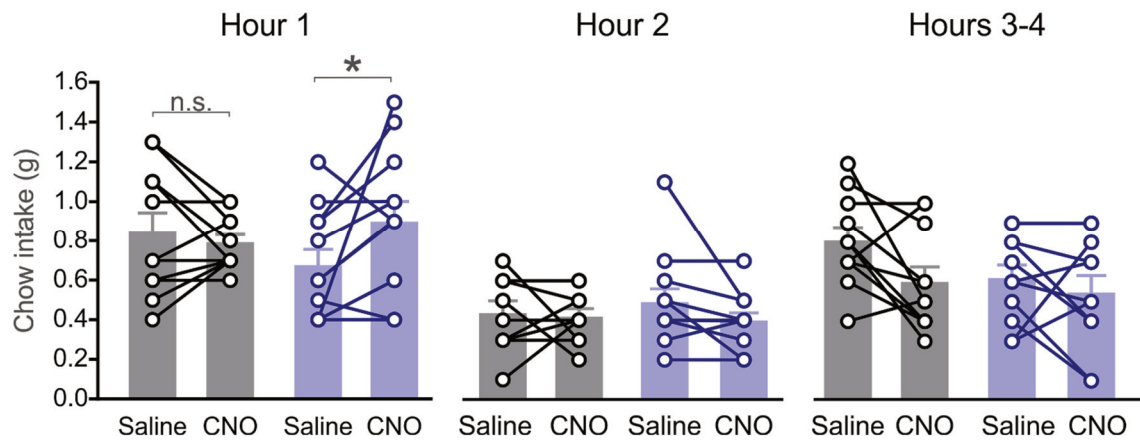 Hour 1
Hour 2
Hours 3-4
Chow intake (g)
1.6
1.4
1.2
1.0
0.8
0.6
0.4
0.2
0.0
n.s.
*
Saline CNO Saline CNO
Saline CNO Saline CNO
Saline CNO Saline CNO